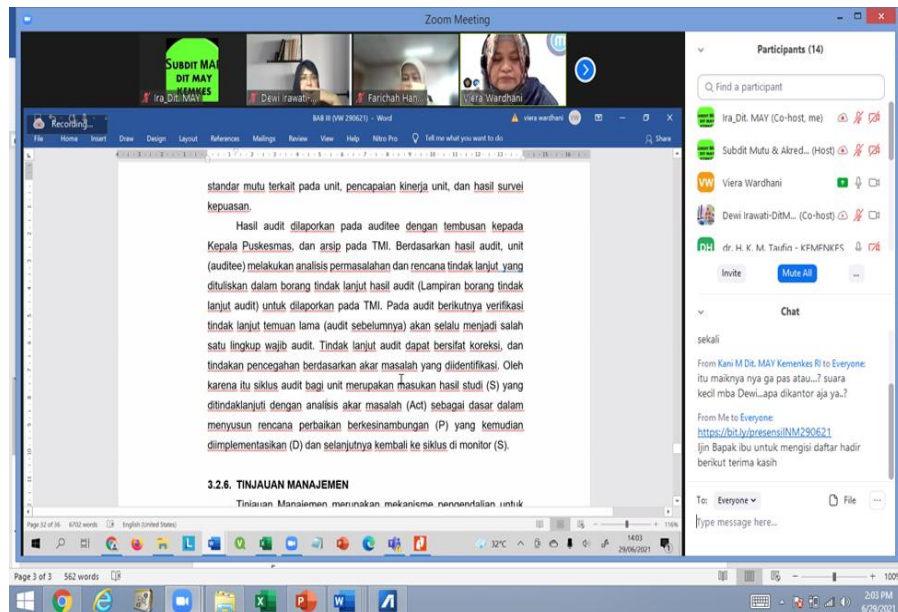 Zoom Meeting
SUBDIT MAY
DIT MAY
KEMKES
Ira_Dit. MAY
Dewi Irawati-...
Farichah Han...
Viera Wardhani
Recording...
BAB III (VW 290621) - Word
viera wardhani
VW
File Home Insert Draw Design Layout References Mailings Review View Help Nitro Pro Tell me what you want to do Share
standar mutu terkait pada unit, pencapaian kinerja unit, dan hasil survei
kepuasan.
Hasil audit dilaporkan pada auditee dengan tembusan kepada
Kepala Puskesmas, dan arsip pada TMI. Berdasarkan hasil audit, unit
(auditee) melakukan analisis permasalahan dan rencana tindak lanjut yang
dituliskan dalam borang tindak lanjut hasil audit (Lampiran borang tindak
lanjut audit) untuk dilaporkan pada TMI. Pada audit berikutnya verifikasi
tindak lanjut temuan lama (audit sebelumnya) akan selalu menjadi salah
satu lingkup wajib audit. Tindak lanjut audit dapat bersifat koreksi, dan
tindakan pencegahan berdasarkan akar masalah yang diidentifikasi. Oleh
karena itu siklus audit bagi unit merupakan masukan hasil studi (S) yang
ditindaklanjuti dengan analisis akar masalah (Act) sebagai dasar dalam
menyusun rencana perbaikan berkesinambungan (P) yang kemudian
diimplementasikan (D) dan selanjutnya kembali ke siklus di monitor (S).
3.2.6. TINJAUAN MANAJEMEN
Tinjauan Manajemen merupakan mekanisme pengendalian untuk
Page 32 of 36 6702 words English (United States) 116%
32°C
14:03
29/06/2021
Participants (14)
Find a participant
Ira_Dit. MAY (Co-host, me)
Subdit Mutu & Akred... (Host)
VW Viera Wardhani
Dewi Irawati-DitM... (Co-host)
DH dr. H. K. M. Taufiq - KEMENKES
Invite Mute All ...
Chat
sekali
From Kani M Dit. MAY Kemenkes RI to Everyone:
itu maiknya nya ga pas atau...? suara
kecil mba Dewi...apa dikantor aja ya..?
From Me to Everyone:
https://bit.ly/presensiINM290621
Ijin Bapak ibu untuk mengisi daftar hadir
berikut terima kasih
To: Everyone File ...
Type message here...
Page 3 of 3 562 words 100%
2:03 PM
6/29/2021